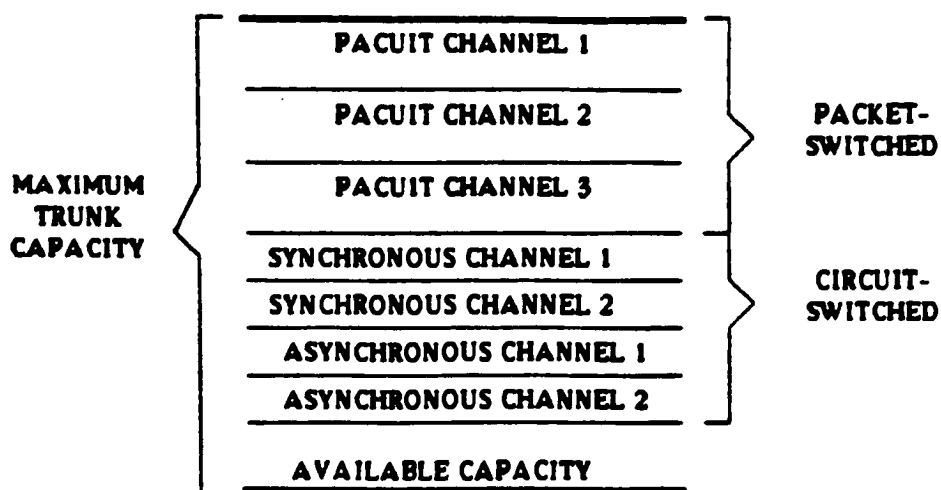 PACUIT CHANNEL 1
PACUIT CHANNEL 2
PACUIT CHANNEL 3
SYNCHRONOUS CHANNEL 1
SYNCHRONOUS CHANNEL 2
ASYNCHRONOUS CHANNEL 1
ASYNCHRONOUS CHANNEL 2
AVAILABLE CAPACITY
MAXIMUM
TRUNK
CAPACITY
PACKET-
SWITCHED
CIRCUIT-
SWITCHED